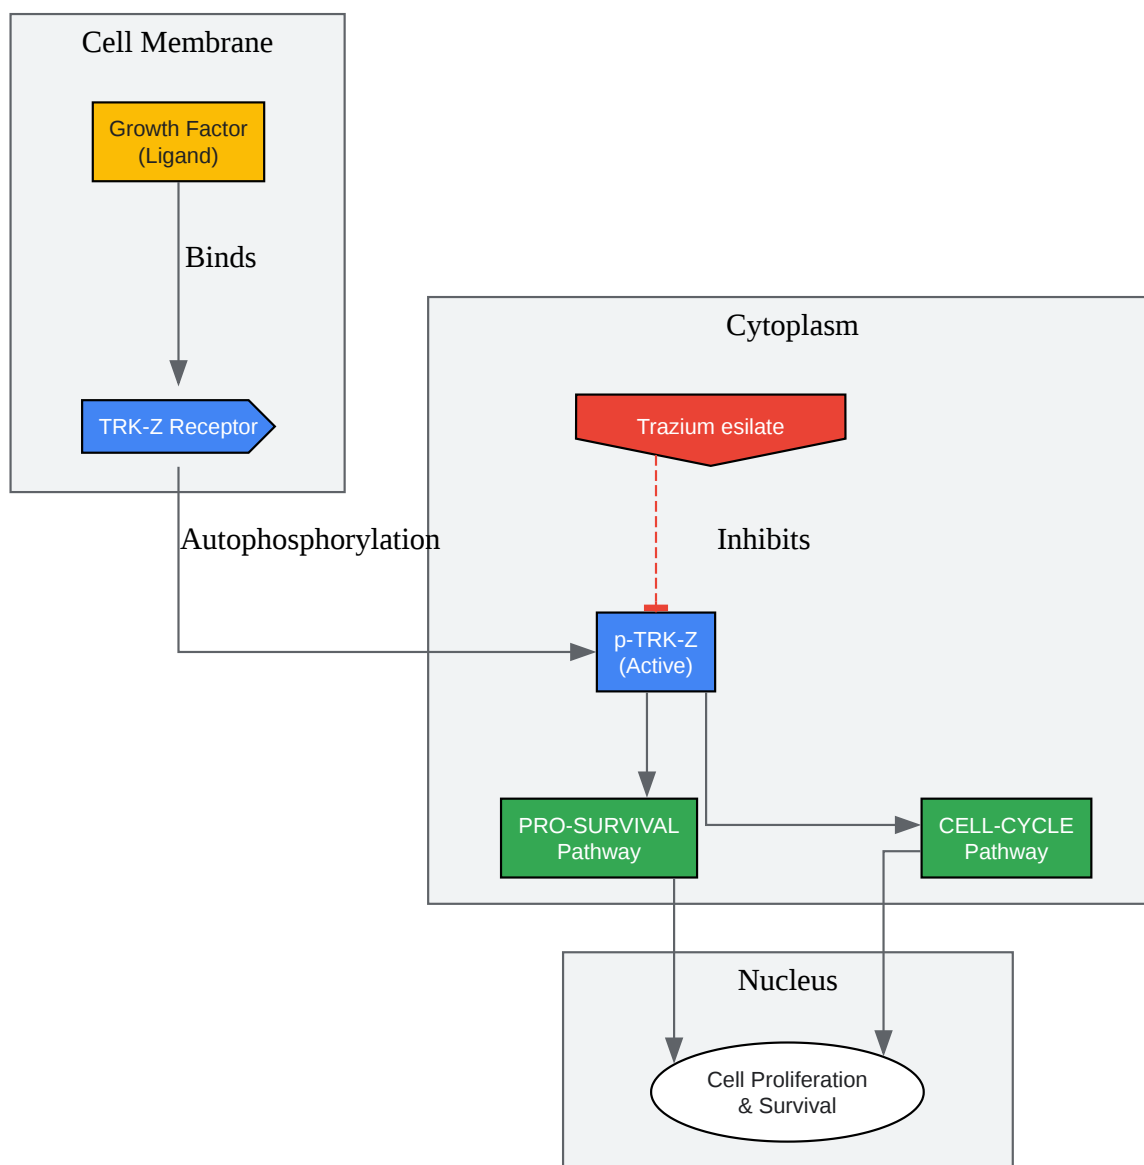 Cell Membrane
Growth Factor
(Ligand)
Binds
TRK-Z Receptor
Autophosphorylation
Cytoplasm
Trazium esilate
Inhibits
p-TRK-Z
(Active)
PRO-SURVIVAL
Pathway
CELL-CYCLE
Pathway
Nucleus
Cell Proliferation
& Survival